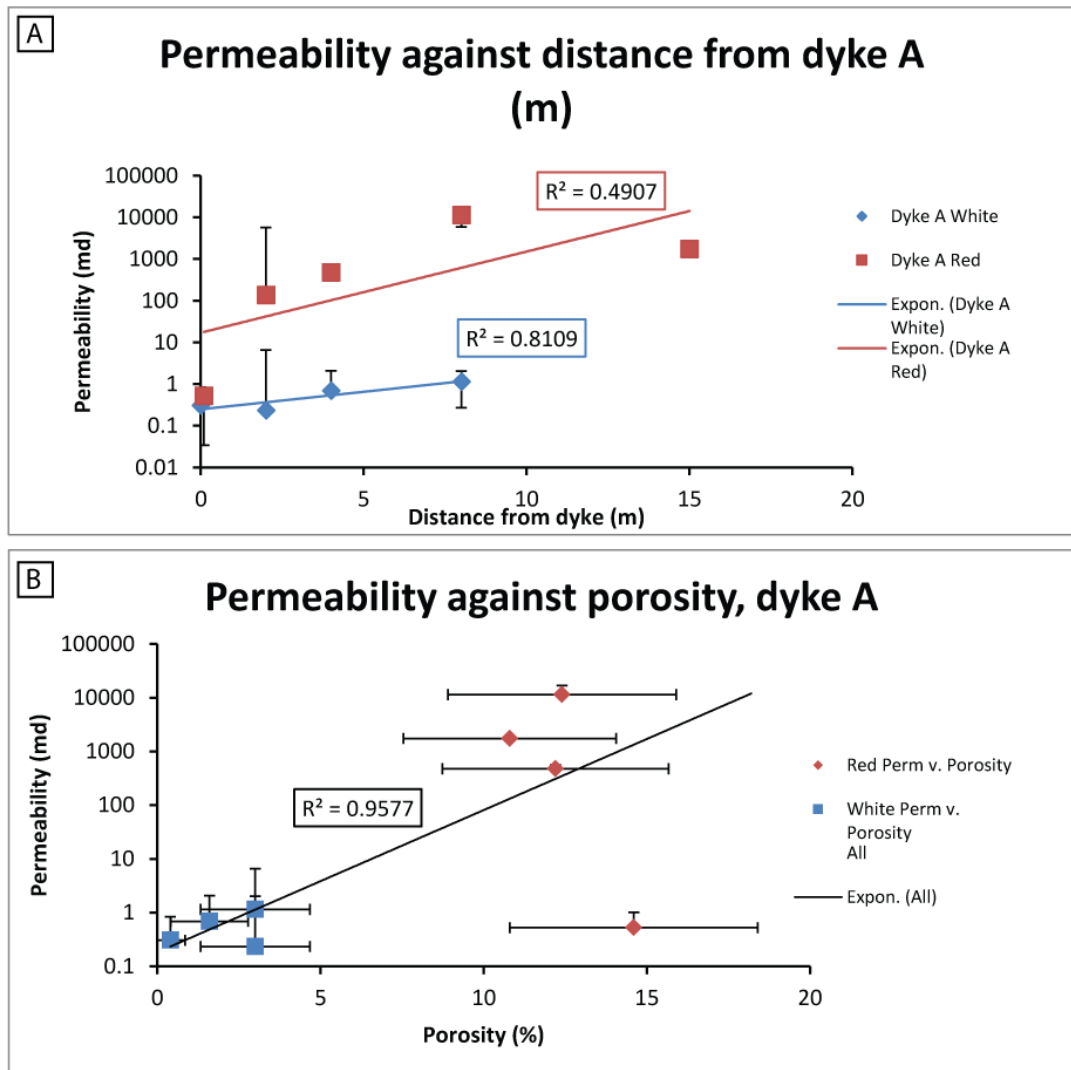 A
Permeability against distance from dyke A
(m)
100000
10000
1000
100
10
1
0.1
0.01
Permeability (md)
R² = 0.4907
R² = 0.8109
0
5
10
15
20
Distance from dyke (m)
Dyke A White
Dyke A Red
Expon. (Dyke A
White)
Expon. (Dyke A
Red)
B
Permeability against porosity, dyke A
100000
10000
1000
100
10
1
0.1
Permeability (md)
R² = 0.9577
0
5
10
15
20
Porosity (%)
Red Perm v. Porosity
White Perm v.
Porosity
All
Expon. (All)